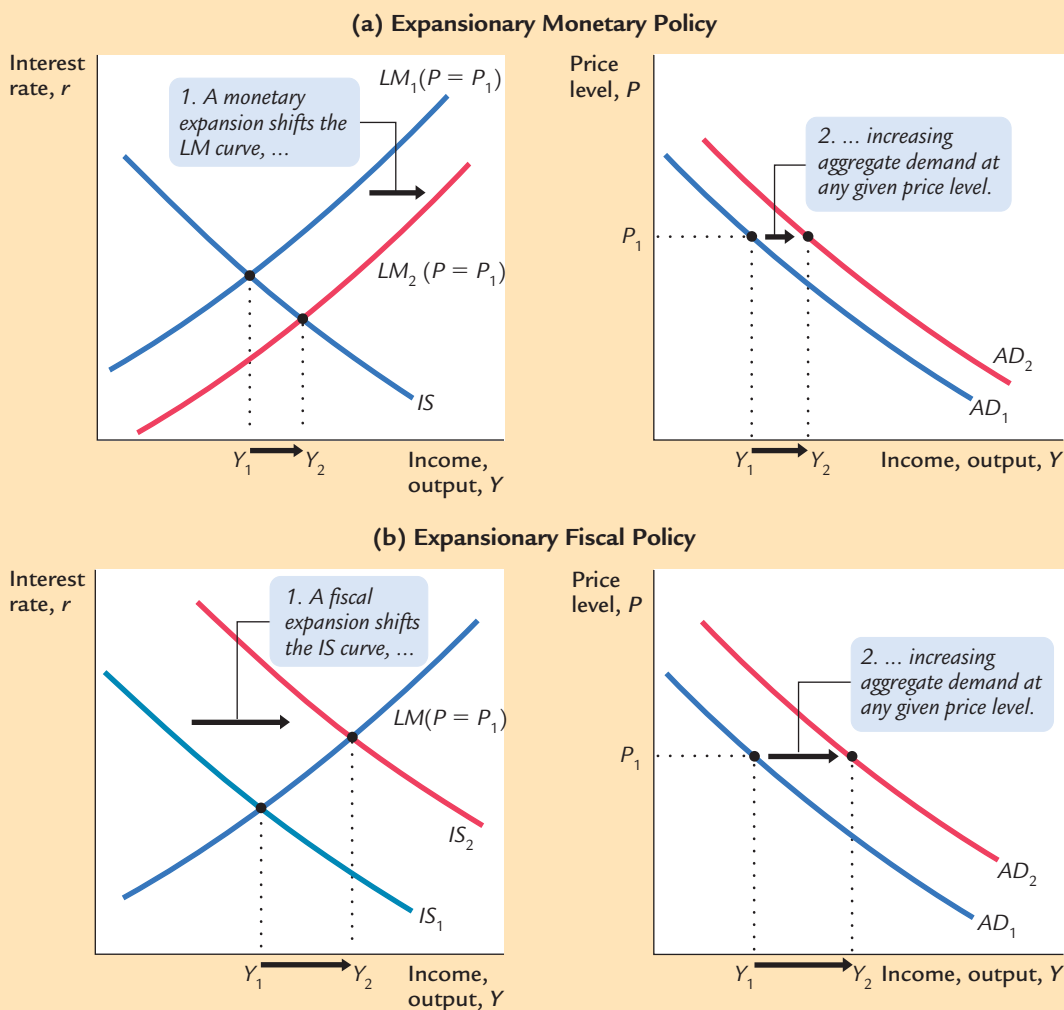 (a) Expansionary Monetary Policy
Interest
rate, r
LM₁(P = P₁)
1. A monetary
expansion shifts the
LM curve, ...
LM₂ (P = P₁)
IS
Y₁
Y₂
Income,
output, Y
Price
level, P
2. ... increasing
aggregate demand at
any given price level.
P₁
AD₂
AD₁
Y₁
Y₂
Income, output, Y
(b) Expansionary Fiscal Policy
Interest
rate, r
1. A fiscal
expansion shifts
the IS curve, ...
LM(P = P₁)
IS₂
IS₁
Y₁
Y₂
Income,
output, Y
Price
level, P
2. ... increasing
aggregate demand at
any given price level.
P₁
AD₂
AD₁
Y₁
Y₂
Income, output, Y